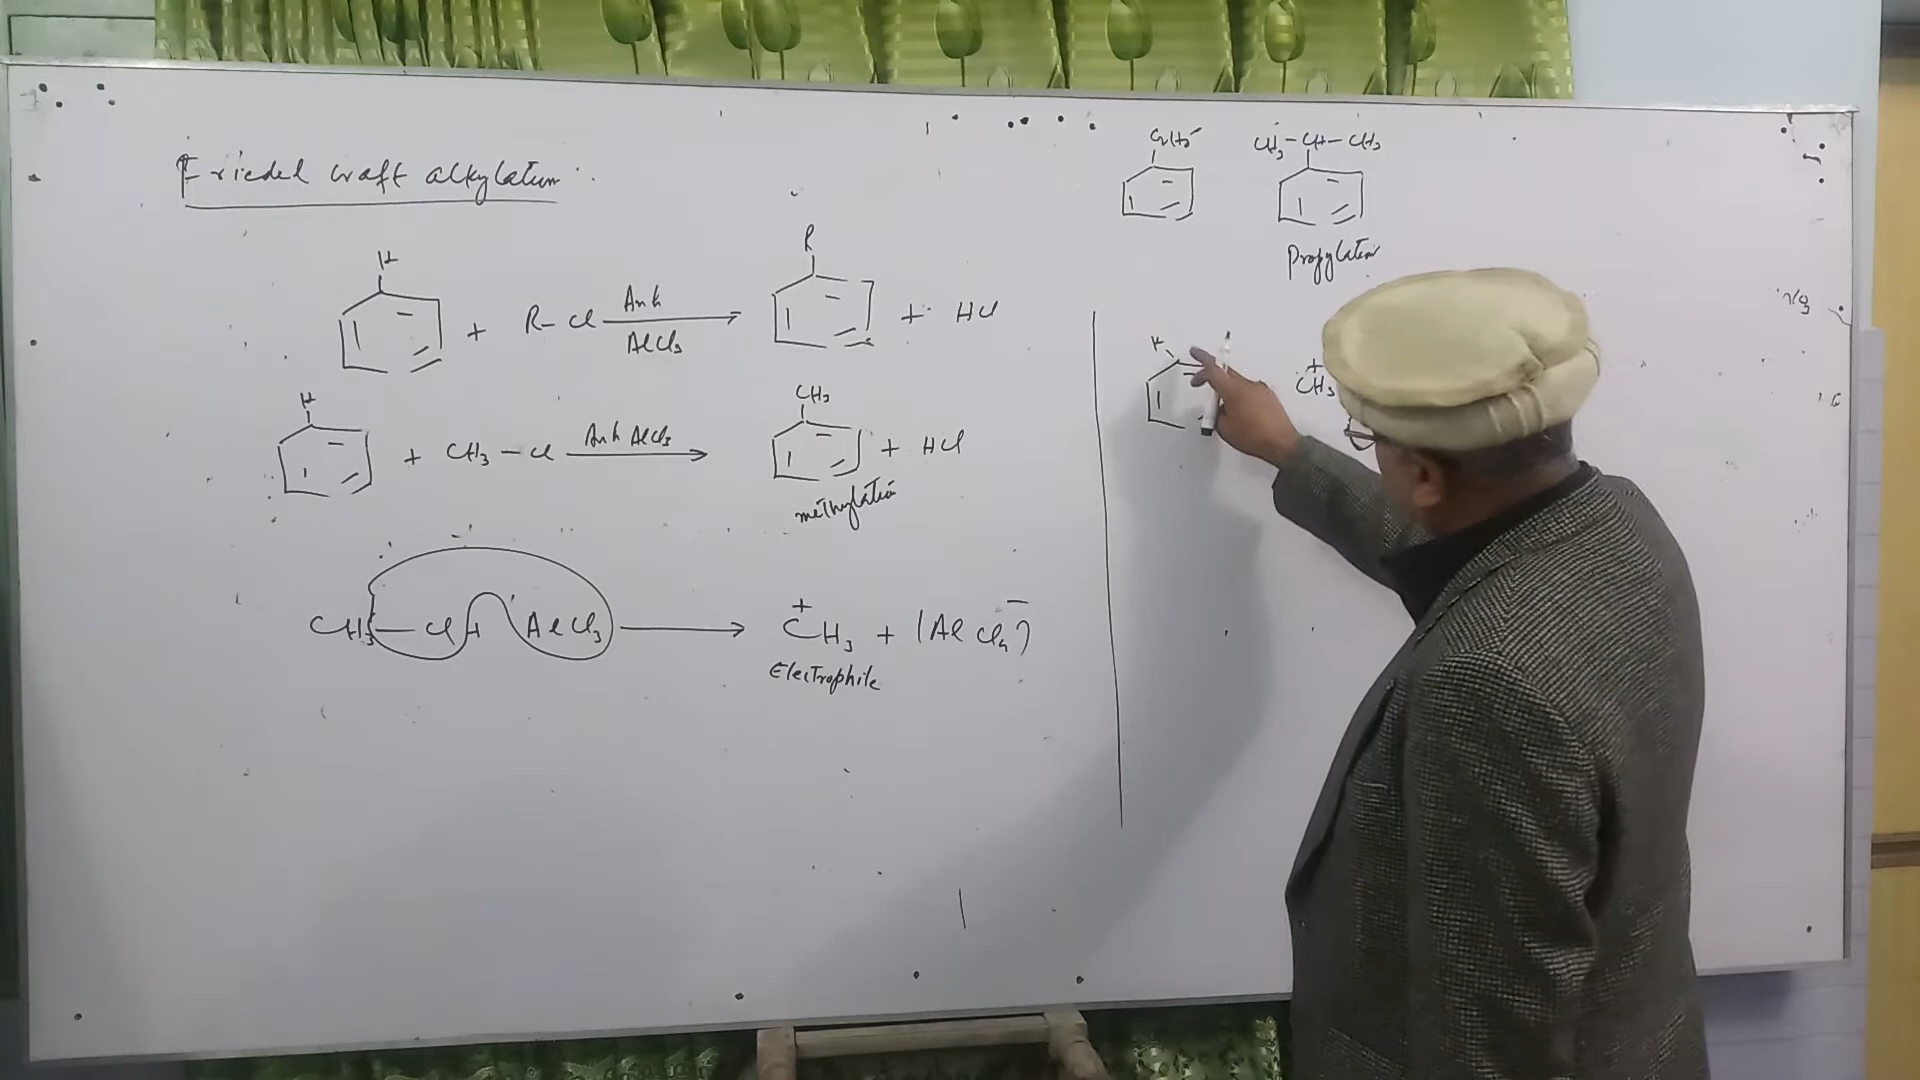 Friedel craft alkylation
H
R
+ R - Cl Anh AlCl3 → + HCl
H
CH3
+ CH3 - Cl Anh AlCl3 → + HCl
methylation
CH3 - Cl + AlCl3 → +CH3 + (AlCl4)-
Electrophile
C2H5
CH3-CH-CH3
Propylation
H
+
CH3